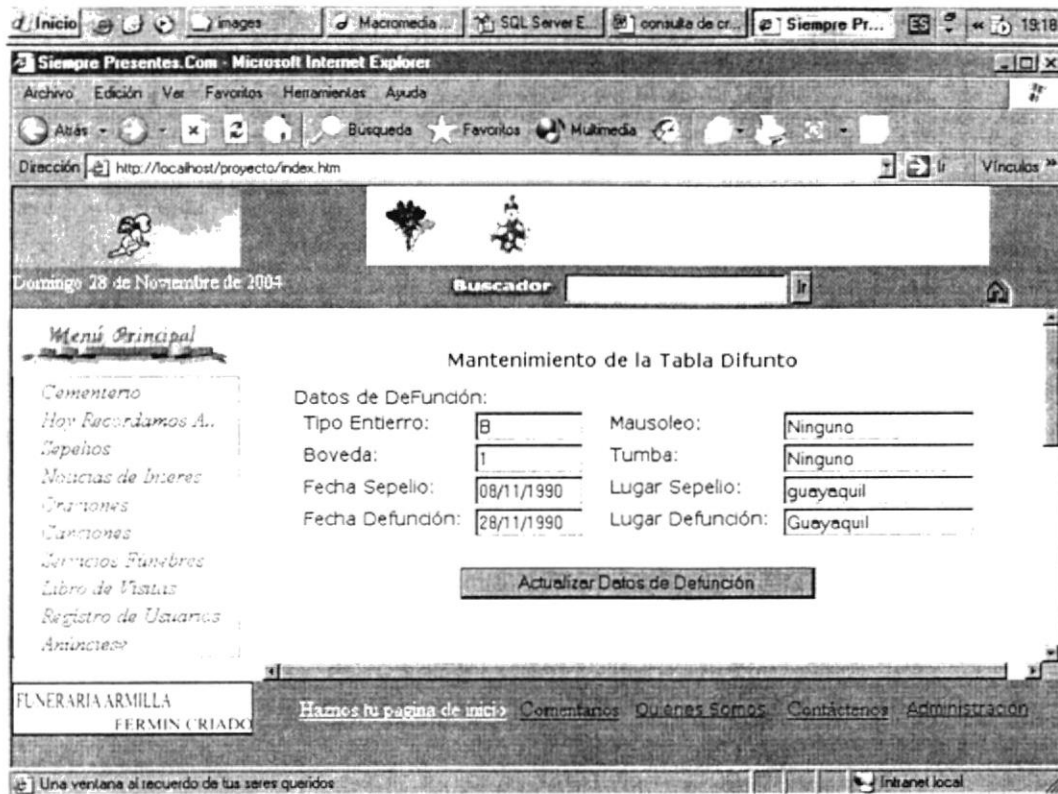 Inicio images Macromedia ... SQL Server E... consulta de cr... Siempre Pr... ES « 19:18
Siempre Presentes.Com - Microsoft Internet Explorer
Archivo Edición Ver Favoritos Herramientas Ayuda
Atrás Búsqueda Favoritos Multimedia
Dirección http://localhost/proyecto/index.htm Ir Vínculos »
Domingo 28 de Noviembre de 2004 Buscador Ir
Menú Principal
Mantenimiento de la Tabla Difunto
Cementerio
Hoy Recordamos A..
Sepelios
Noticias de Interes
Oraciones
Canciones
Servicios Fúnebres
Libro de Visitas
Registro de Usuarios
Anúnciese
Datos de DeFunción:
Tipo Entierro: B Mausoleo: Ninguno
Boveda: 1 Tumba: Ninguno
Fecha Sepelio: 08/11/1990 Lugar Sepelio: guayaquil
Fecha Defunción: 28/11/1990 Lugar Defunción: Guayaquil
Actualizar Datos de Defunción
FUNERARIA ARMILLA
FERMIN CRIADO
Haznos tu pagina de inicio Comentarios Quienes Somos Contáctenos Administración
Una ventana al recuerdo de tus seres queridos Intranet local